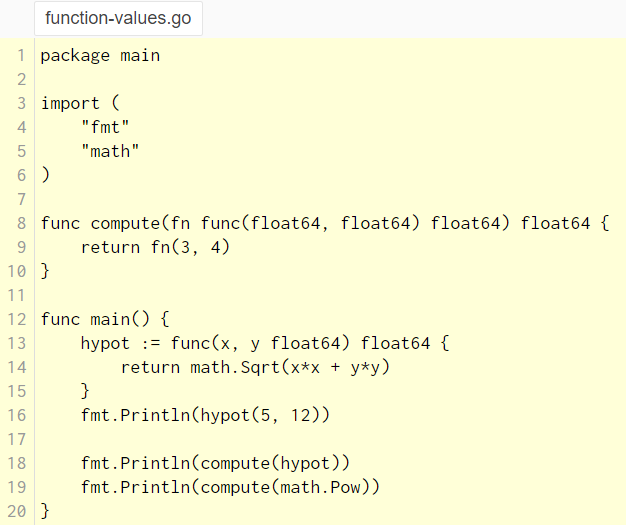 function-values.go
1 package main
2
3 import (
4     "fmt"
5     "math"
6 )
7
8 func compute(fn func(float64, float64) float64) float64 {
9     return fn(3, 4)
10 }
11
12 func main() {
13     hypot := func(x, y float64) float64 {
14         return math.Sqrt(x*x + y*y)
15     }
16     fmt.Println(hypot(5, 12))
17
18     fmt.Println(compute(hypot))
19     fmt.Println(compute(math.Pow))
20 }